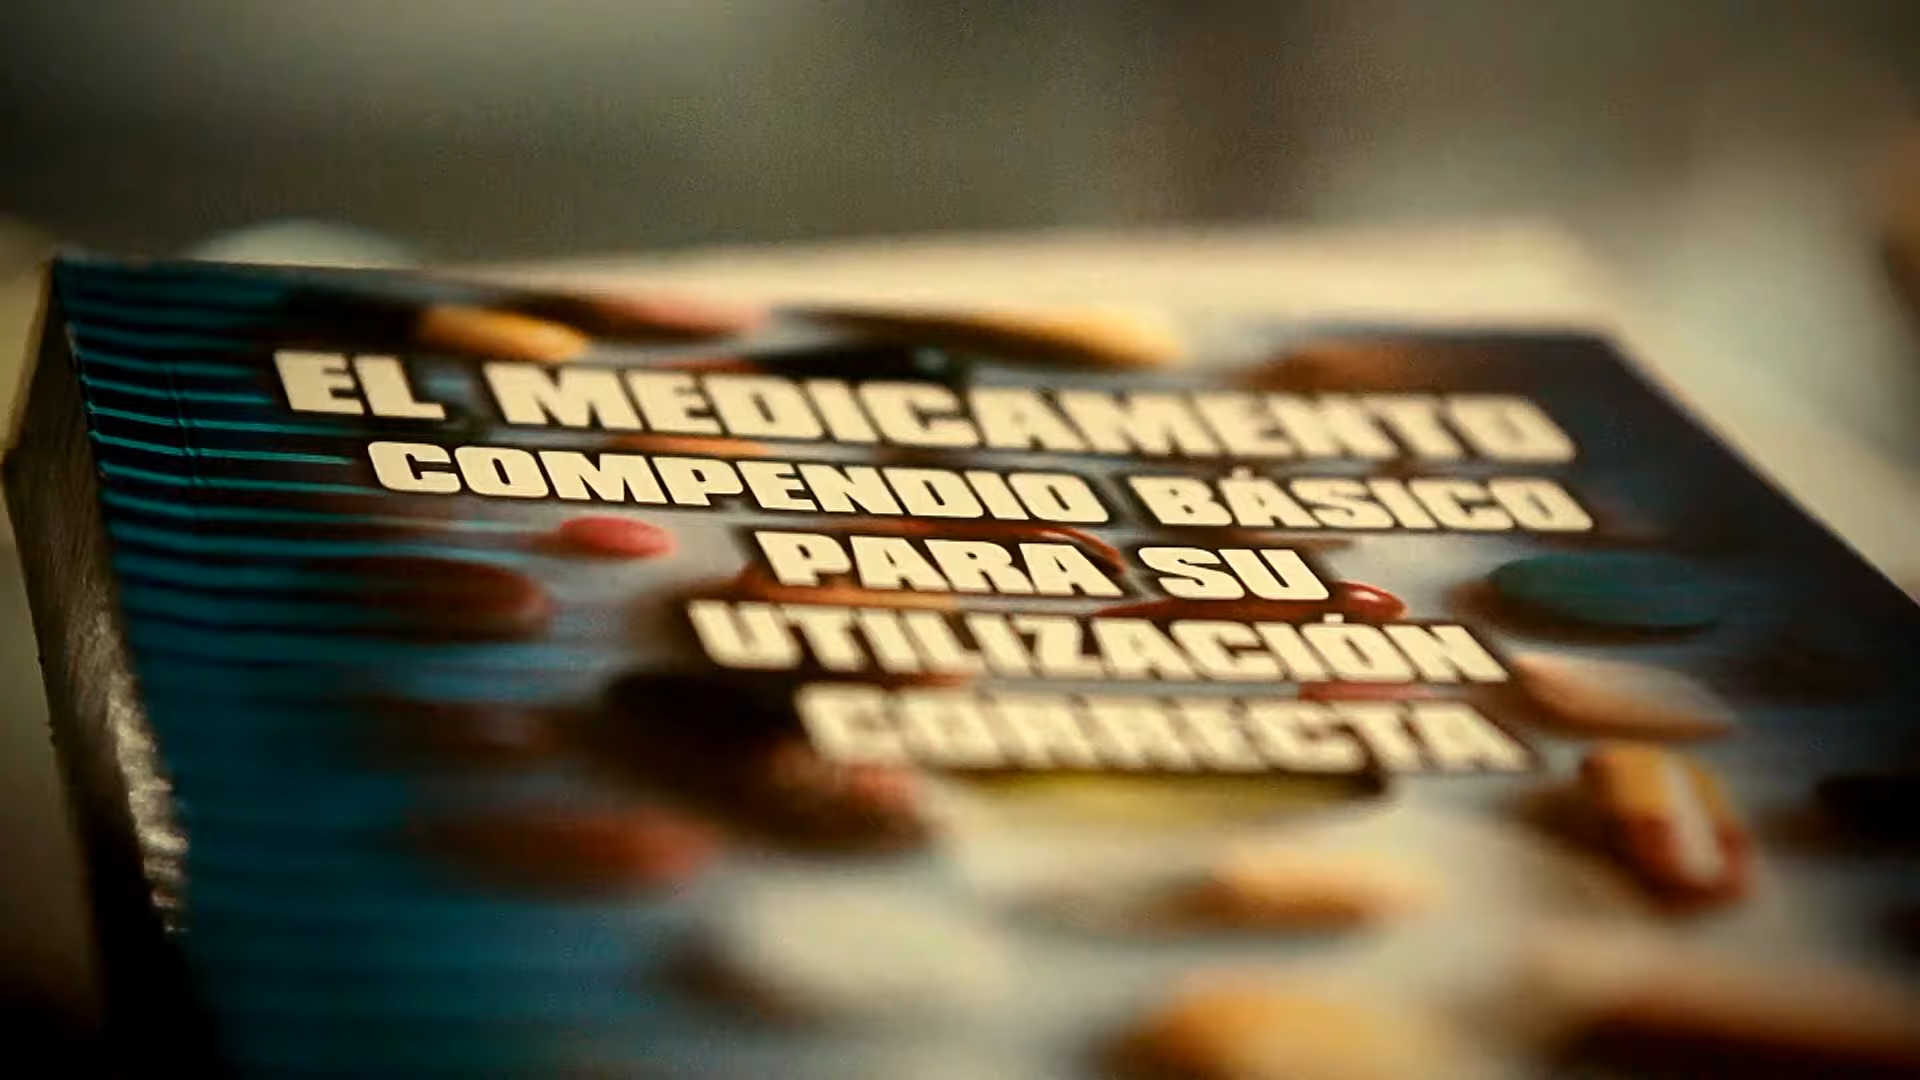 EL MEDICAMENTO
COMPENDIO BÁSICO
PARA SU
UTILIZACIÓN
CORRECTA